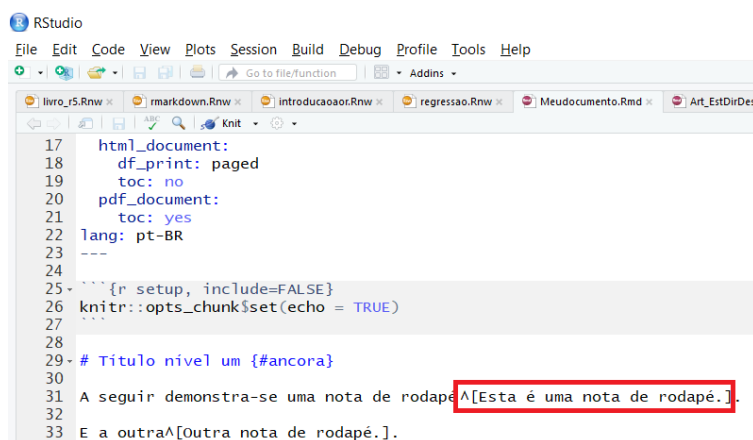 RStudio
File Edit Code View Plots Session Build Debug Profile Tools Help
Go to file/function Addins
livro_r5.Rnw rmarkdown.Rnw introducaoaor.Rnw regressao.Rnw Meudocumento.Rmd Art_EstDirDes
ABC Knit
17 html_document:
18 df_print: paged
19 toc: no
20 pdf_document:
21 toc: yes
22 lang: pt-BR
23 ---
24
25 ```{r setup, include=FALSE}
26 knitr::opts_chunk$set(echo = TRUE)
27 ```
28
29 # Título nível um {#ancora}
30
31 A seguir demonstra-se uma nota de rodapé^[Esta é uma nota de rodapé.].
32
33 E a outra^[Outra nota de rodapé.].